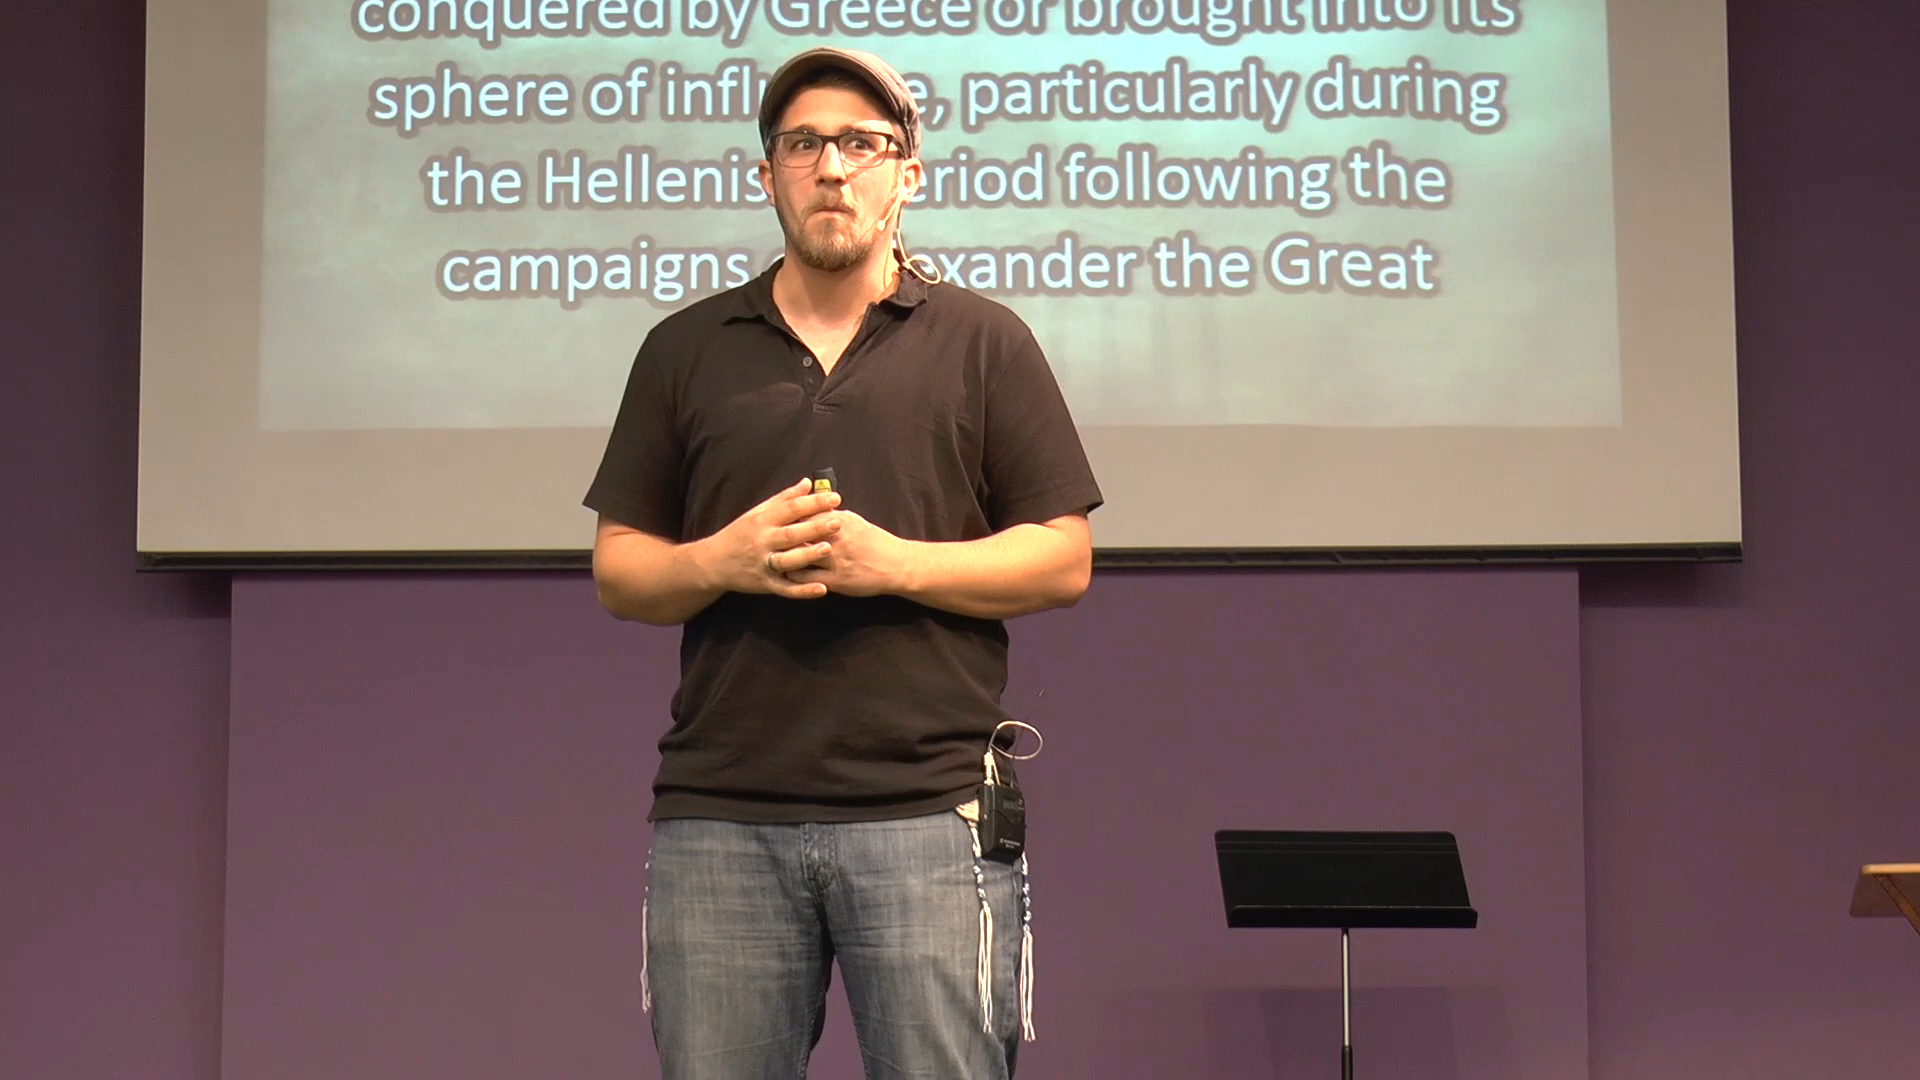 conquered by Greece or brought into its
sphere of infl e, particularly during
the Hellenis eriod following the
campaigns exander the Great